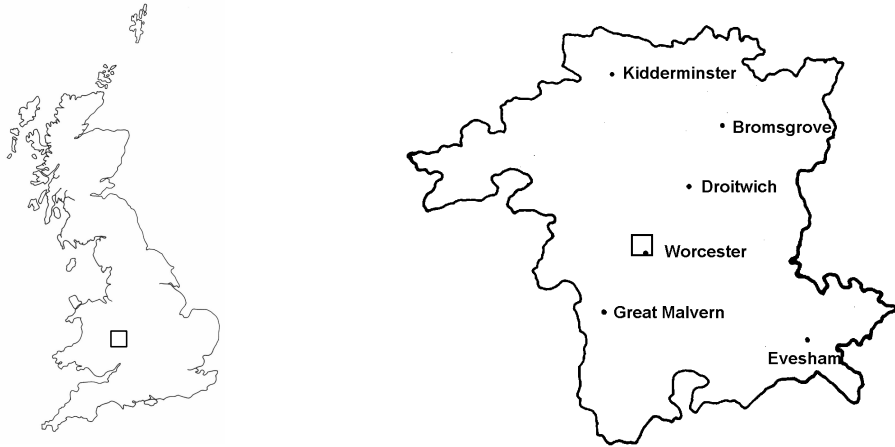 Kidderminster
Bromsgrove
Droitwich
Worcester
Great Malvern
Evesham